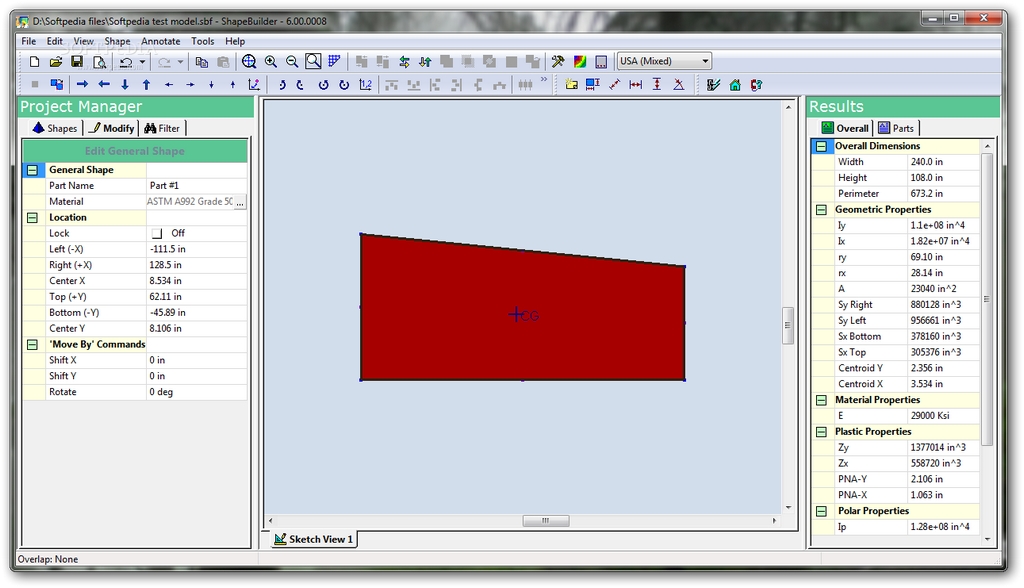 D:\Softpedia files\Softpedia test model.sbf - ShapeBuilder - 6.00.0008
File Edit View Shape Annotate Tools Help
USA (Mixed)
Project Manager
Shapes Modify Filter
Edit General Shape
General Shape
Part Name Part #1
Material ASTM A992 Grade 50 ...
Location
Lock Off
Left (-X) -111.5 in
Right (+X) 128.5 in
Center X 8.534 in
Top (+Y) 62.11 in
Bottom (-Y) -45.89 in
Center Y 8.106 in
'Move By' Commands
Shift X 0 in
Shift Y 0 in
Rotate 0 deg
CG
Sketch View 1
Results
Overall Parts
Overall Dimensions
Width 240.0 in
Height 108.0 in
Perimeter 673.2 in
Geometric Properties
Iy 1.1e+08 in^4
Ix 1.82e+07 in^4
ry 69.10 in
rx 28.14 in
A 23040 in^2
Sy Right 880128 in^3
Sy Left 956661 in^3
Sx Bottom 378160 in^3
Sx Top 305376 in^3
Centroid Y 2.356 in
Centroid X 3.534 in
Material Properties
E 29000 Ksi
Plastic Properties
Zy 1377014 in^3
Zx 558720 in^3
PNA-Y 2.106 in
PNA-X 1.063 in
Polar Properties
Ip 1.28e+08 in^4
Overlap: None